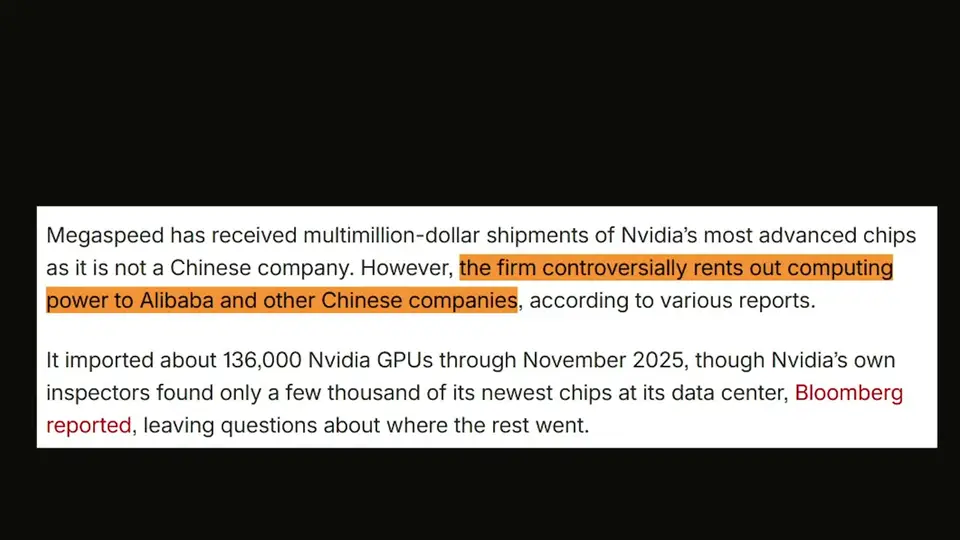 Megaspeed has received multimillion-dollar shipments of Nvidia’s most advanced chips
as it is not a Chinese company. However, the firm controversially rents out computing
power to Alibaba and other Chinese companies, according to various reports.
It imported about 136,000 Nvidia GPUs through November 2025, though Nvidia’s own
inspectors found only a few thousand of its newest chips at its data center, Bloomberg
reported, leaving questions about where the rest went.